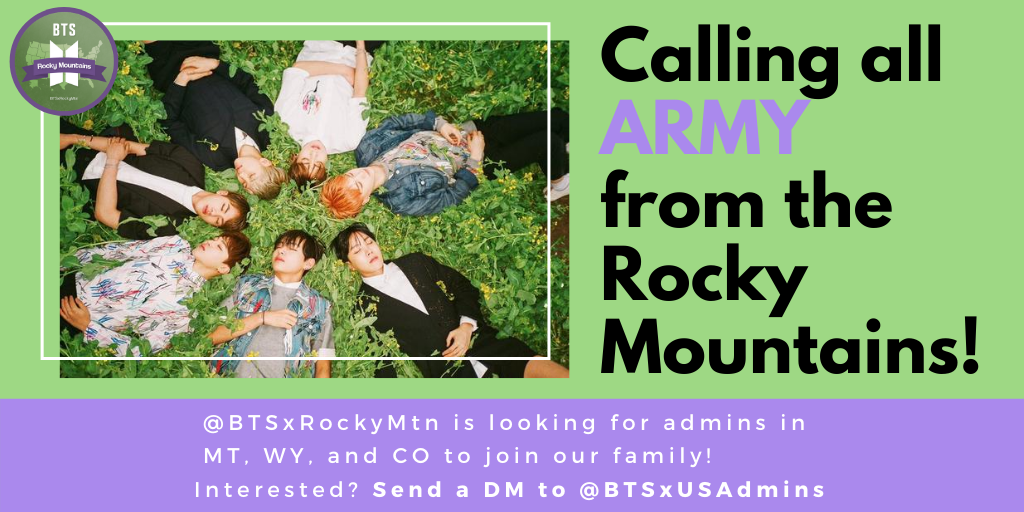 BTS
Rocky Mountains
Calling all
ARMY
from the
Rocky
Mountains!
@BTSxRockyMtn is looking for admins in
MT, WY, and CO to join our family!
Interested? Send a DM to @BTSxUSAdmins